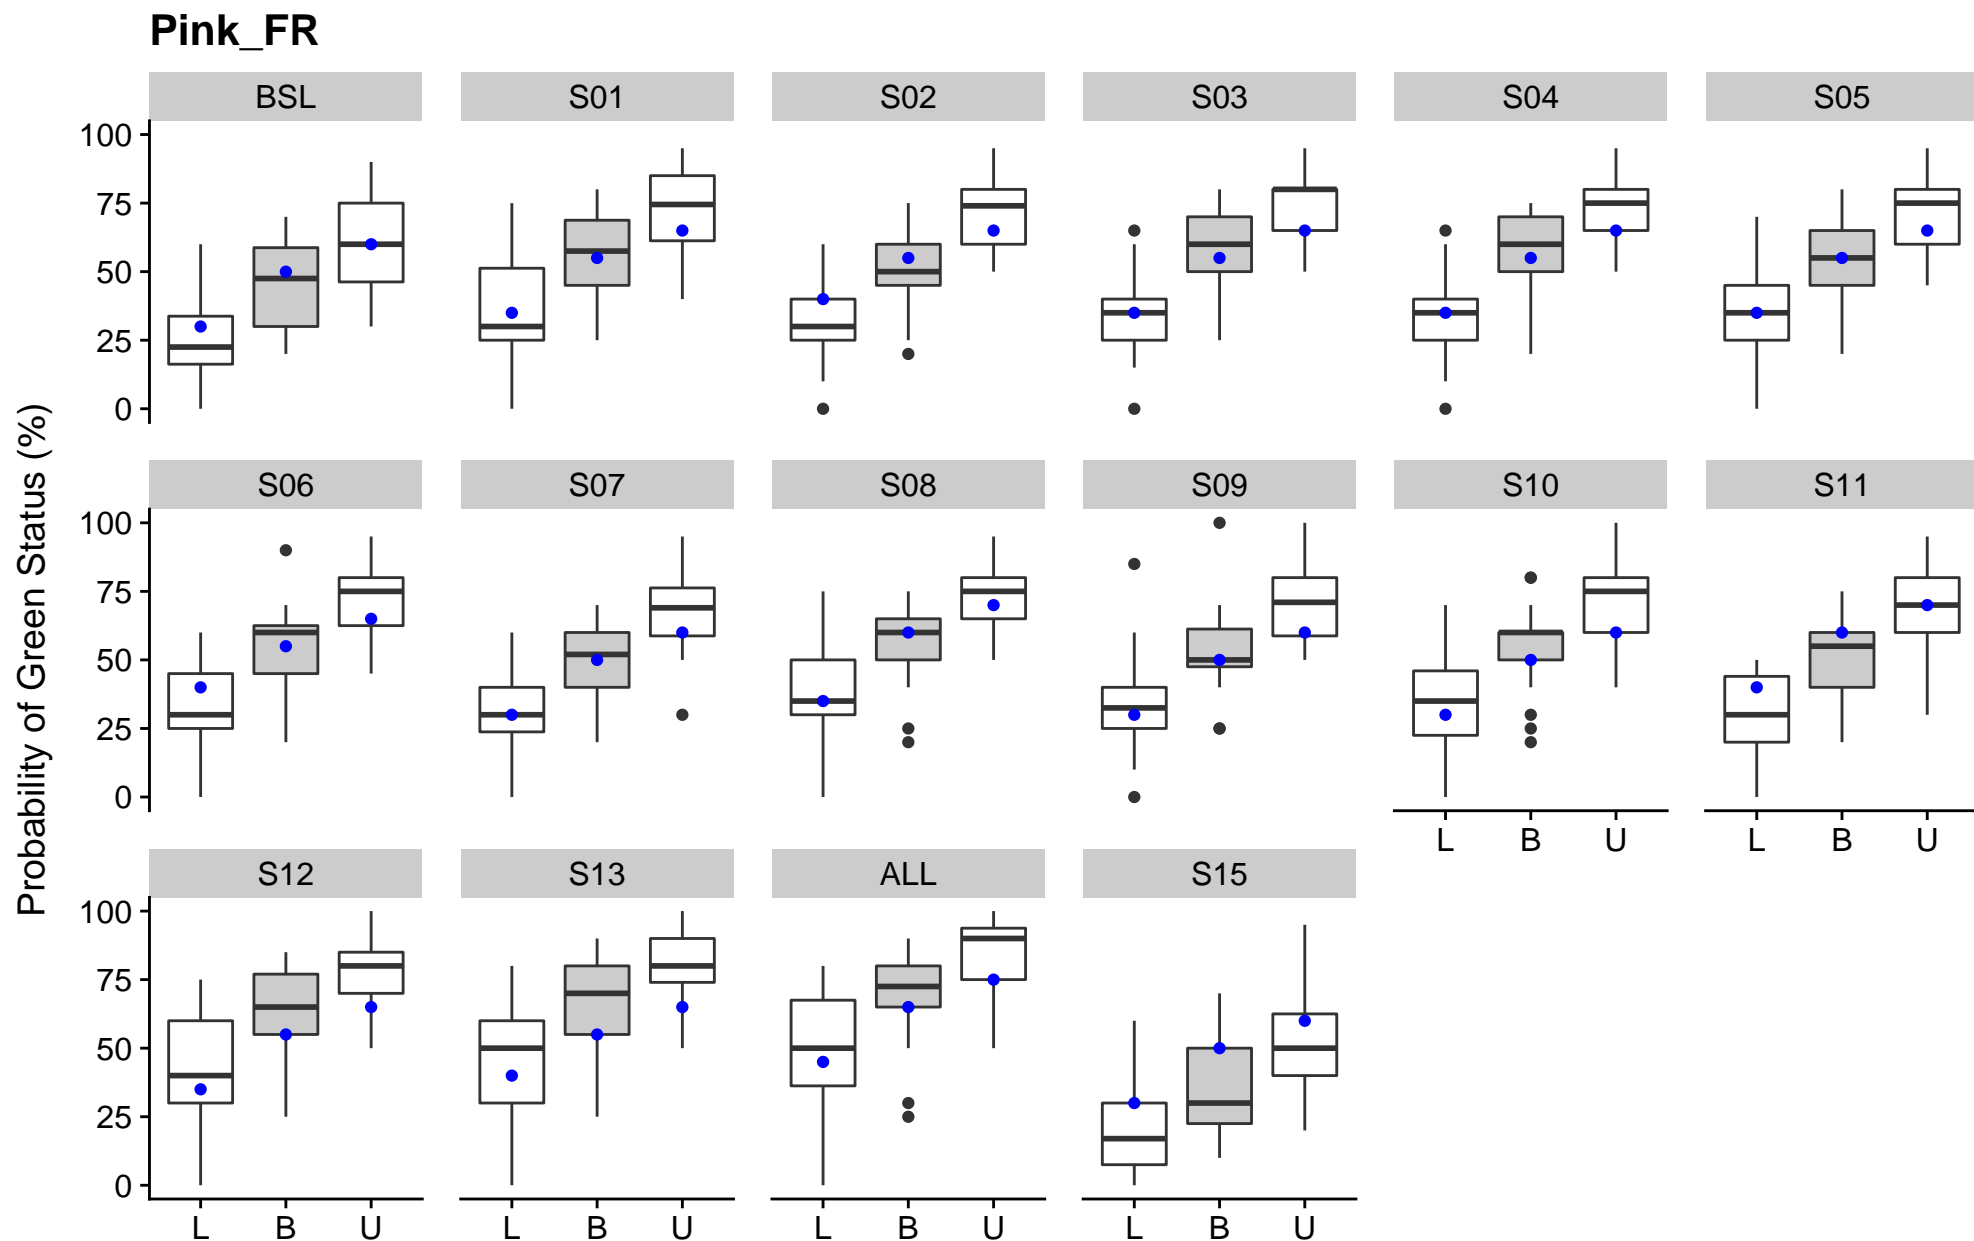 Pink_FR
BSL S01 S02 S03 S04 S05
100
75
50
25
0
S06 S07 S08 S09 S10 S11
100
75
50
25
0
L B U L B U
S12 S13 ALL S15
100
75
50
25
0
L B U L B U L B U L B U
Probability of Green Status (%)